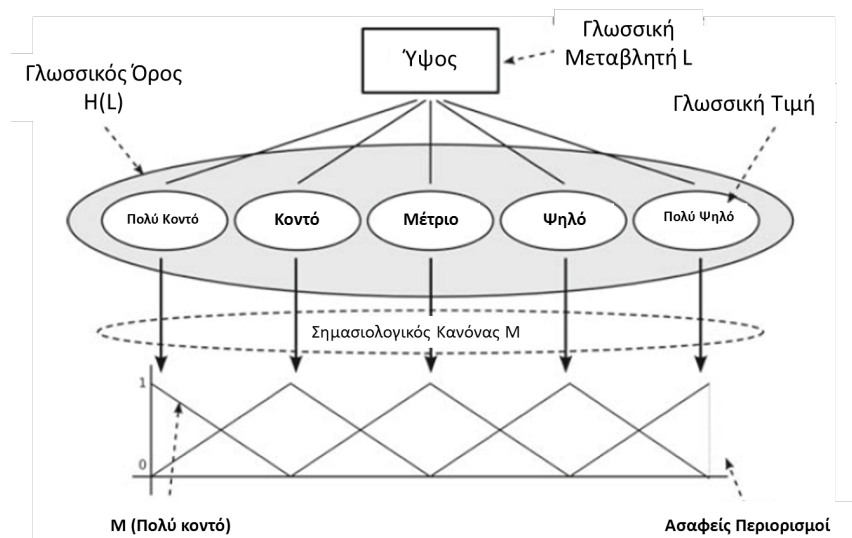 Γλωσσική
Μεταβλητή L
Ύψος
Γλωσσικός Όρος
H(L)
Γλωσσική Τιμή
Πολύ Κοντό
Κοντό
Μέτριο
Ψηλό
Πολύ Ψηλό
Σημασιολογικός Κανόνας Μ
1
0
Μ (Πολύ κοντό)
Ασαφείς Περιορισμοί